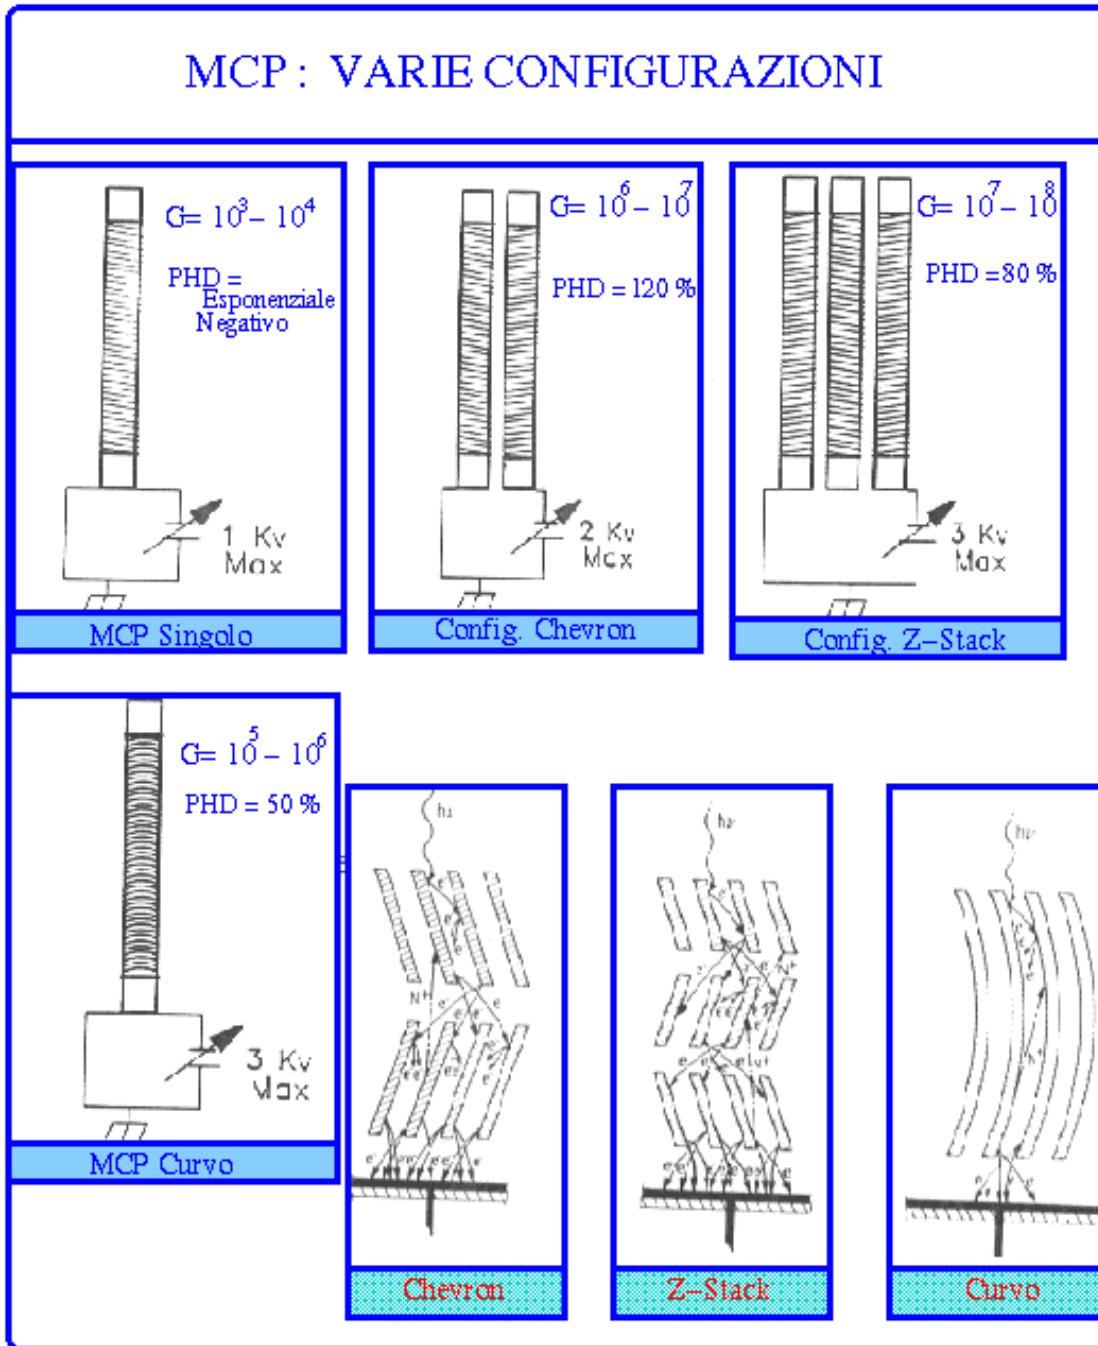 MCP : VARIE CONFIGURAZIONI
G= 10³ – 10⁴
PHD =
Esponenziale
Negativo
1 Kv
Max
MCP Singolo
G= 10⁶ – 10⁷
PHD = 120 %
2 Kv
Max
Config. Chevron
G= 10⁷ – 10⁸
PHD = 80 %
3 Kv
Max
Config. Z–Stack
G= 10⁵ – 10⁶
PHD = 50 %
3 Kv
Max
MCP Curvo
N⁺
Chevron
hν
N⁺
Z–Stack
hν
Curvo